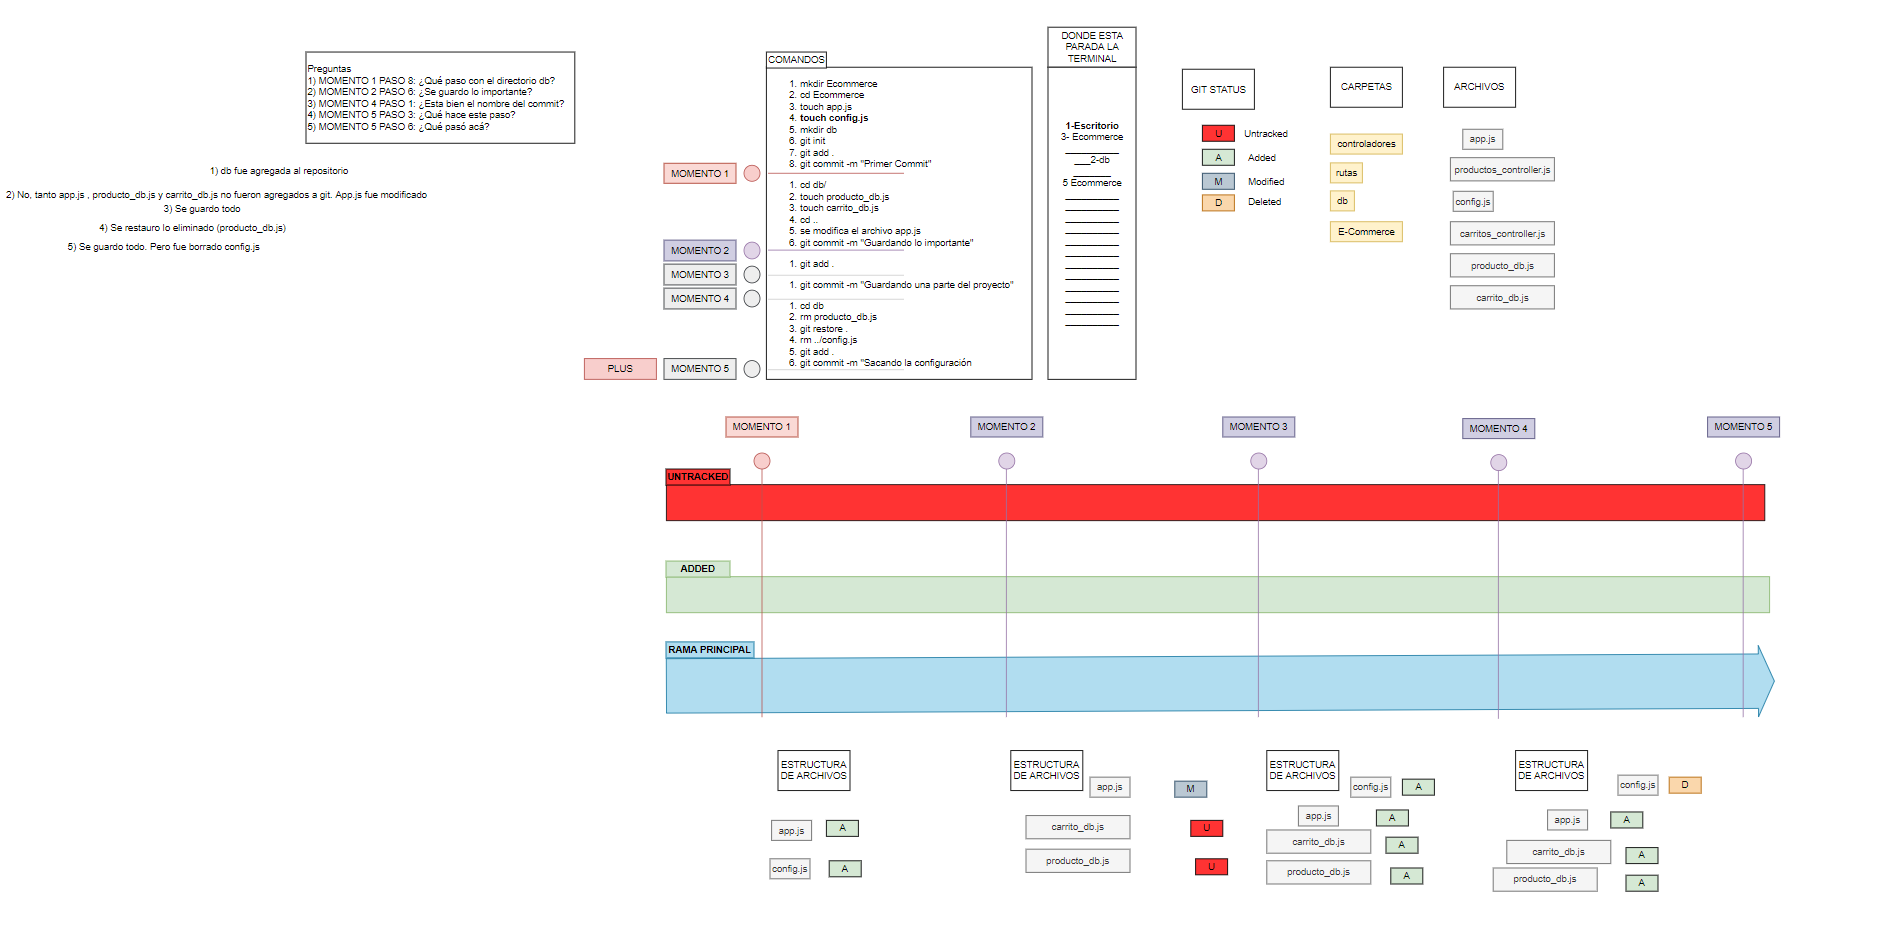 Preguntas
1) MOMENTO 1 PASO 8: ¿Qué paso con el directorio db?
2) MOMENTO 2 PASO 6: ¿Se guardo lo importante?
3) MOMENTO 4 PASO 1: ¿Esta bien el nombre del commit?
4) MOMENTO 5 PASO 3: ¿Qué hace este paso?
5) MOMENTO 5 PASO 6: ¿Qué pasó acá?
1) db fue agregada al repositorio
2) No, tanto app.js , producto_db.js y carrito_db.js no fueron agregados a git. App.js fue modificado
3) Se guardo todo
4) Se restauro lo eliminado (producto_db.js)
5) Se guardo todo. Pero fue borrado config.js
COMANDOS
1. mkdir Ecommerce
2. cd Ecommerce
3. touch app.js
4. touch config.js
5. mkdir db
6. git init
7. git add .
8. git commit -m "Primer Commit"
MOMENTO 1
1. cd db/
2. touch producto_db.js
3. touch carrito_db.js
4. cd ..
5. se modifica el archivo app.js
6. git commit -m "Guardando lo importante"
MOMENTO 2
1. git add .
MOMENTO 3
1. git commit -m "Guardando una parte del proyecto"
MOMENTO 4
1. cd db
2. rm producto_db.js
3. git restore .
4. rm ../config.js
5. git add .
6. git commit -m "Sacando la configuración
PLUS
MOMENTO 5
DONDE ESTA
PARADA LA
TERMINAL
1-Escritorio
3- Ecommerce
___2-db
5 Ecommerce
GIT STATUS
U Untracked
A Added
M Modified
D Deleted
CARPETAS
controladores
rutas
db
E-Commerce
ARCHIVOS
app.js
productos_controller.js
config.js
carritos_controller.js
producto_db.js
carrito_db.js
MOMENTO 1
MOMENTO 2
MOMENTO 3
MOMENTO 4
MOMENTO 5
UNTRACKED
ADDED
RAMA PRINCIPAL
ESTRUCTURA
DE ARCHIVOS
app.js A
config.js A
ESTRUCTURA
DE ARCHIVOS
app.js M
carrito_db.js U
producto_db.js U
ESTRUCTURA
DE ARCHIVOS
config.js A
app.js A
carrito_db.js A
producto_db.js A
ESTRUCTURA
DE ARCHIVOS
config.js D
app.js A
carrito_db.js A
producto_db.js A